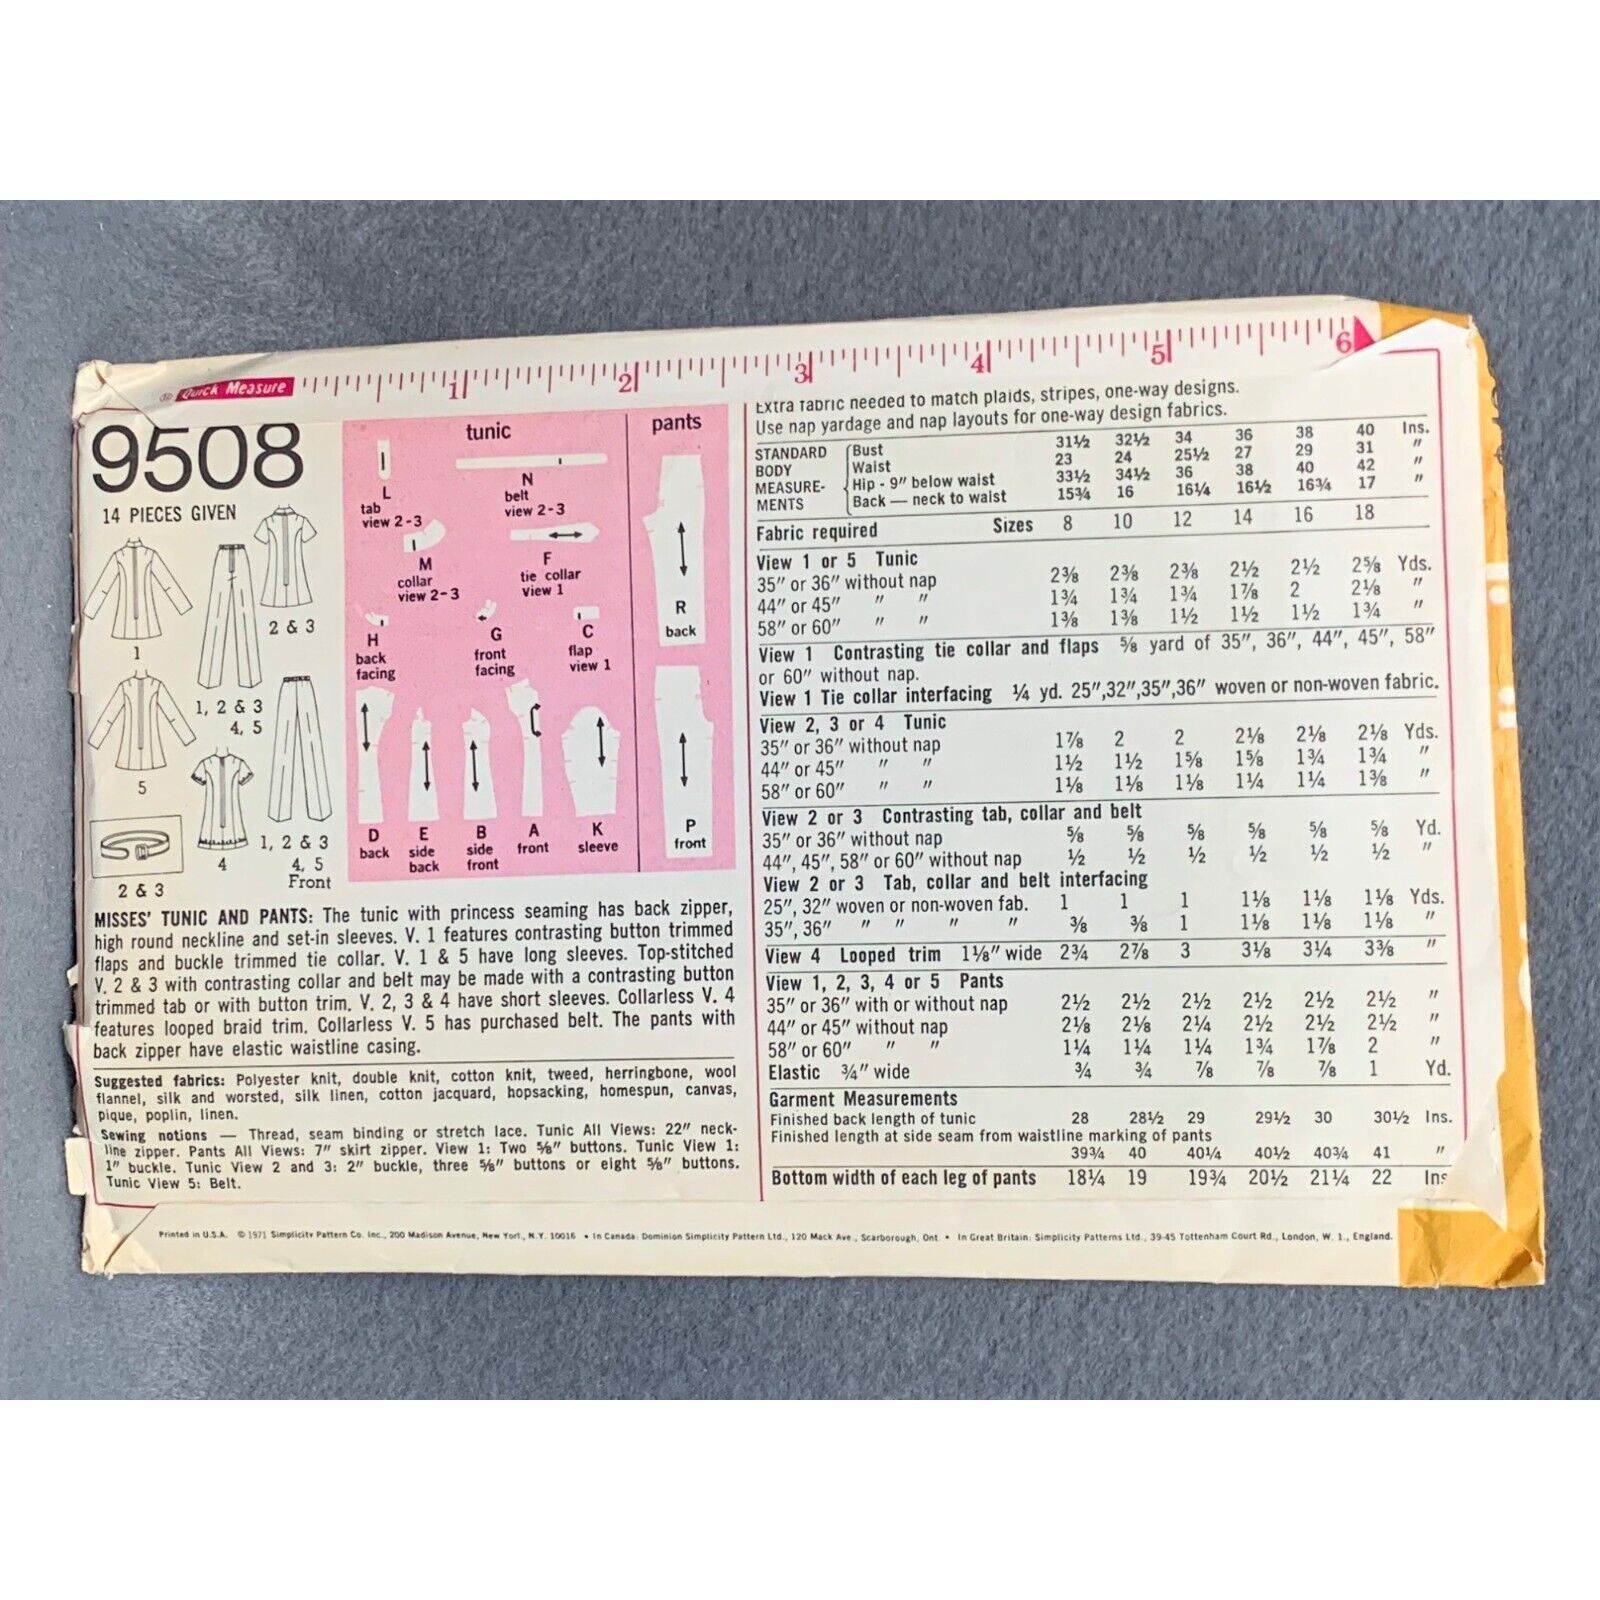 Quick Measure
1 2 3 4 5 6
9508
14 PIECES GIVEN
1
2 & 3
1, 2 & 3
4, 5
5
4
1, 2 & 3
4, 5
Front
2 & 3
tunic
pants
L
tab
view 2-3
N
belt
view 2-3
M
collar
view 2-3
F
tie collar
view 1
H
back
facing
G
front
facing
C
flap
view 1
R
back
D
back
E
side
back
B
side
front
A
front
K
sleeve
P
front
MISSES' TUNIC AND PANTS: The tunic with princess seaming has back zipper,
high round neckline and set-in sleeves. V. 1 features contrasting button trimmed
flaps and buckle trimmed tie collar. V. 1 & 5 have long sleeves. Top-stitched
V. 2 & 3 with contrasting collar and belt may be made with a contrasting button
trimmed tab or with button trim. V. 2, 3 & 4 have short sleeves. Collarless V. 4
features looped braid trim. Collarless V. 5 has purchased belt. The pants with
back zipper have elastic waistline casing.
Suggested fabrics: Polyester knit, double knit, cotton knit, tweed, herringbone, wool
flannel, silk and worsted, silk linen, cotton jacquard, hopsacking, homespun, canvas,
pique, poplin, linen.
Sewing notions — Thread, seam binding or stretch lace. Tunic All Views: 22" neck-
line zipper. Pants All Views: 7" skirt zipper. View 1: Two ⅝" buttons. Tunic View 1:
1" buckle. Tunic View 2 and 3: 2" buckle, three ⅝" buttons or eight ⅝" buttons.
Tunic View 5: Belt.
Extra fabric needed to match plaids, stripes, one-way designs.
Use nap yardage and nap layouts for one-way design fabrics.
STANDARD BODY MEASURE-MENTS
Bust 31½ 32½ 34 36 38 40 Ins.
Waist 23 24 25½ 27 29 31 "
Hip - 9" below waist 33½ 34½ 36 38 40 42 "
Back — neck to waist 15¾ 16 16¼ 16½ 16¾ 17 "
Fabric required Sizes 8 10 12 14 16 18
View 1 or 5 Tunic
35" or 36" without nap 2⅜ 2⅜ 2⅜ 2½ 2½ 2⅝ Yds.
44" or 45" " " 1¾ 1¾ 1¾ 1⅞ 2 2⅛ "
58" or 60" " " 1⅜ 1⅜ 1½ 1½ 1½ 1¾ "
View 1 Contrasting tie collar and flaps ⅝ yard of 35", 36", 44", 45", 58"
or 60" without nap.
View 1 Tie collar interfacing ¼ yd. 25",32",35",36" woven or non-woven fabric.
View 2, 3 or 4 Tunic
35" or 36" without nap 1⅞ 2 2 2⅛ 2⅛ 2⅛ Yds.
44" or 45" " " 1½ 1½ 1⅝ 1⅝ 1¾ 1¾ "
58" or 60" " " 1⅛ 1⅛ 1⅛ 1¼ 1¼ 1⅜ "
View 2 or 3 Contrasting tab, collar and belt
35" or 36" without nap ⅝ ⅝ ⅝ ⅝ ⅝ ⅝ Yd.
44", 45", 58" or 60" without nap ½ ½ ½ ½ ½ ½ "
View 2 or 3 Tab, collar and belt interfacing
25", 32" woven or non-woven fab. 1 1 1 1⅛ 1⅛ 1⅛ Yds.
35", 36" " " " " ⅜ ⅜ 1 1⅛ 1⅛ 1⅛ "
View 4 Looped trim 1⅛" wide 2¾ 2⅞ 3 3⅛ 3¼ 3⅜ "
View 1, 2, 3, 4 or 5 Pants
35" or 36" with or without nap 2½ 2½ 2½ 2½ 2½ 2½ "
44" or 45" without nap 2⅛ 2⅛ 2¼ 2½ 2½ 2½ "
58" or 60" " " 1¼ 1¼ 1¼ 1¾ 1⅞ 2 "
Elastic ¾" wide ¾ ¾ ⅞ ⅞ ⅞ 1 Yd.
Garment Measurements
Finished back length of tunic 28 28½ 29 29½ 30 30½ Ins.
Finished length at side seam from waistline marking of pants
39¾ 40 40¼ 40½ 40¾ 41 "
Bottom width of each leg of pants 18¼ 19 19¾ 20½ 21¼ 22 Ins
Printed in U.S.A. © 1971 Simplicity Pattern Co. Inc., 200 Madison Avenue, New York, N.Y. 10016 • In Canada: Dominion Simplicity Pattern Ltd., 120 Mack Ave., Scarborough, Ont. • In Great Britain: Simplicity Patterns Ltd., 39-45 Tottenham Court Rd., London, W. 1., England.